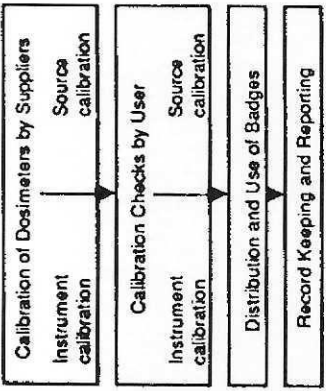 Calibration of Dosimeters by Suppliers
Instrument
calibration
Source
calibration
Calibration Checks by User
Instrument
calibration
Source
calibration
Distribution and Use of Badges
Record Keeping and Reporting